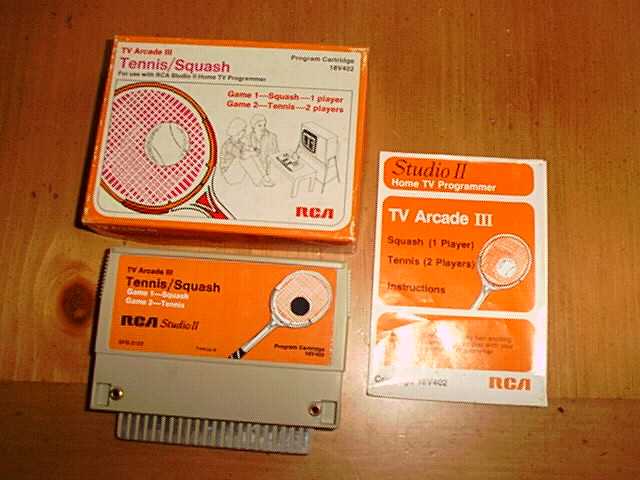 TV Arcade III
Tennis/Squash
For use with RCA Studio II Home TV Programmer
Program Cartridge
18V402
Game 1—Squash—1 player
Game 2—Tennis—2 players
RCA
TV Arcade III
Tennis/Squash
Game 1—Squash
Game 2—Tennis
RCA Studio II
Program Cartridge
18V402
Studio II
Home TV Programmer
TV Arcade III
Squash (1 Player)
Tennis (2 Players)
Instructions
18V402
RCA